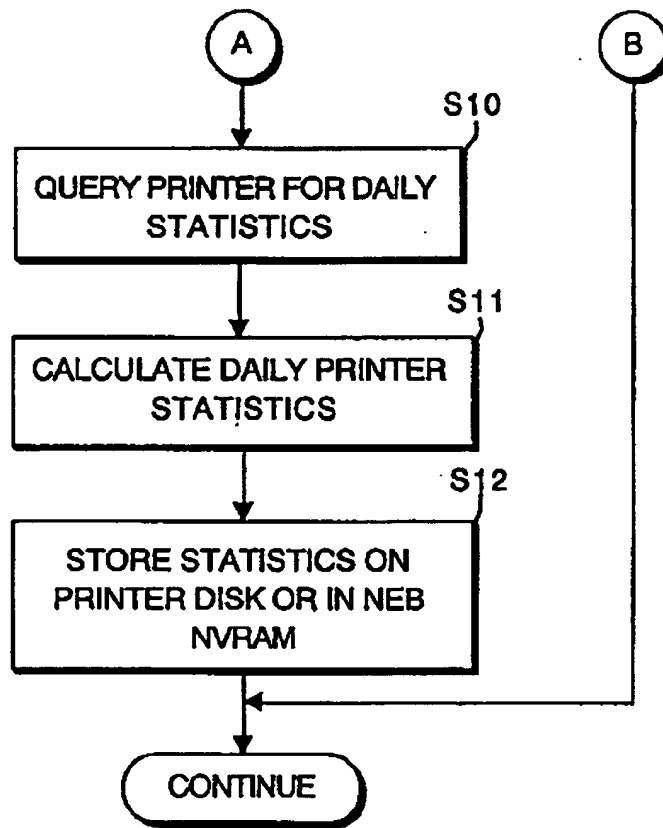 A
B
S10
QUERY PRINTER FOR DAILY
STATISTICS
S11
CALCULATE DAILY PRINTER
STATISTICS
S12
STORE STATISTICS ON
PRINTER DISK OR IN NEB
NVRAM
CONTINUE